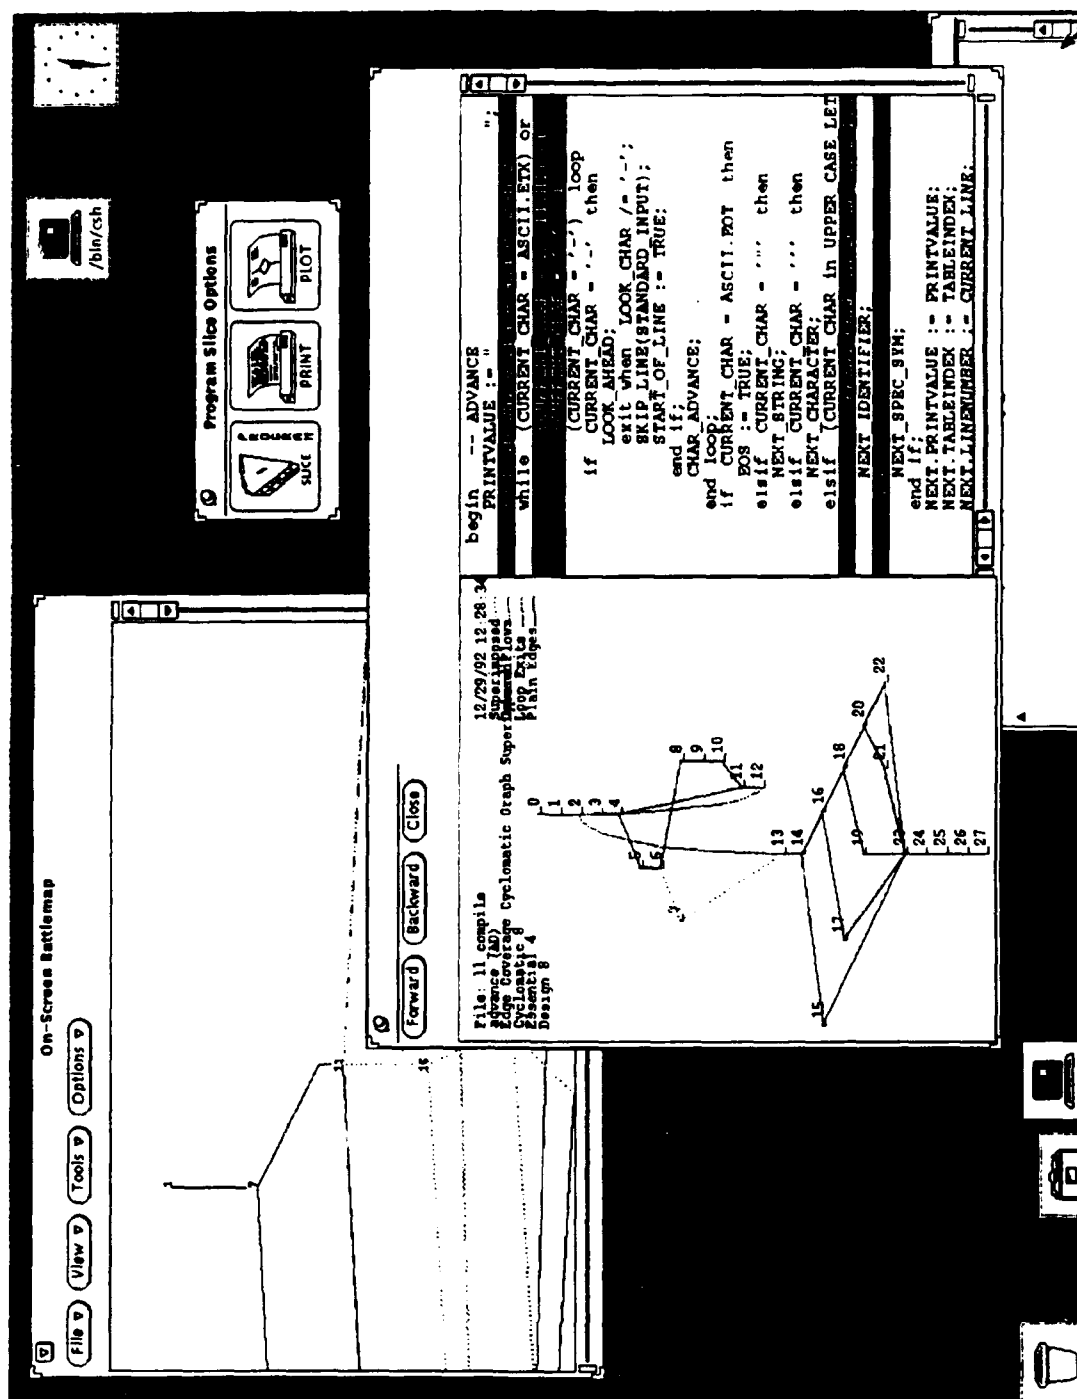 On-Screen Battlemap
File View Tools Options
/bin/csh
Program Slice Options
PROGRAM
SLICE
PRINT
PLOT
Forward Backward Close
File: 11 compila
advance (AD)
Edge Coverage Cyclomatic Graph
Cyclomatic 8
Essential 4
Design 8
12/29/92 12:28:34
Superimposed
Loop Exits
Plain Edges
0
1
2
3
4
5
6
8
9
10
11
12
13
14
15
16
17
18
19
20
21
22
23
24
25
26
27
begin -- ADVANCE
PRINTVALUE := " ";
while (CURRENT_CHAR = ASCII.ETX) or
(CURRENT_CHAR = '-') loop
if CURRENT_CHAR = '-' then
LOOK_AHEAD;
exit when LOOK_CHAR /= '-';
SKIP_LINE(STANDARD_INPUT);
START_OF_LINE := TRUE;
end if;
CHAR_ADVANCE;
end loop;
if CURRENT_CHAR = ASCII.EOT then
EOS := TRUE;
elsif CURRENT_CHAR = '"' then
NEXT_STRING;
elsif CURRENT_CHAR = ''' then
NEXT_CHARACTER;
elsif (CURRENT_CHAR in UPPER_CASE_LET
NEXT_IDENTIFIER;
NEXT_SPEC_SYM;
end if;
NEXT.PRINTVALUE := PRINTVALUE;
NEXT.TABLEINDEX := TABLEINDEX;
NEXT.LINENUMBER := CURRENT_LINE;